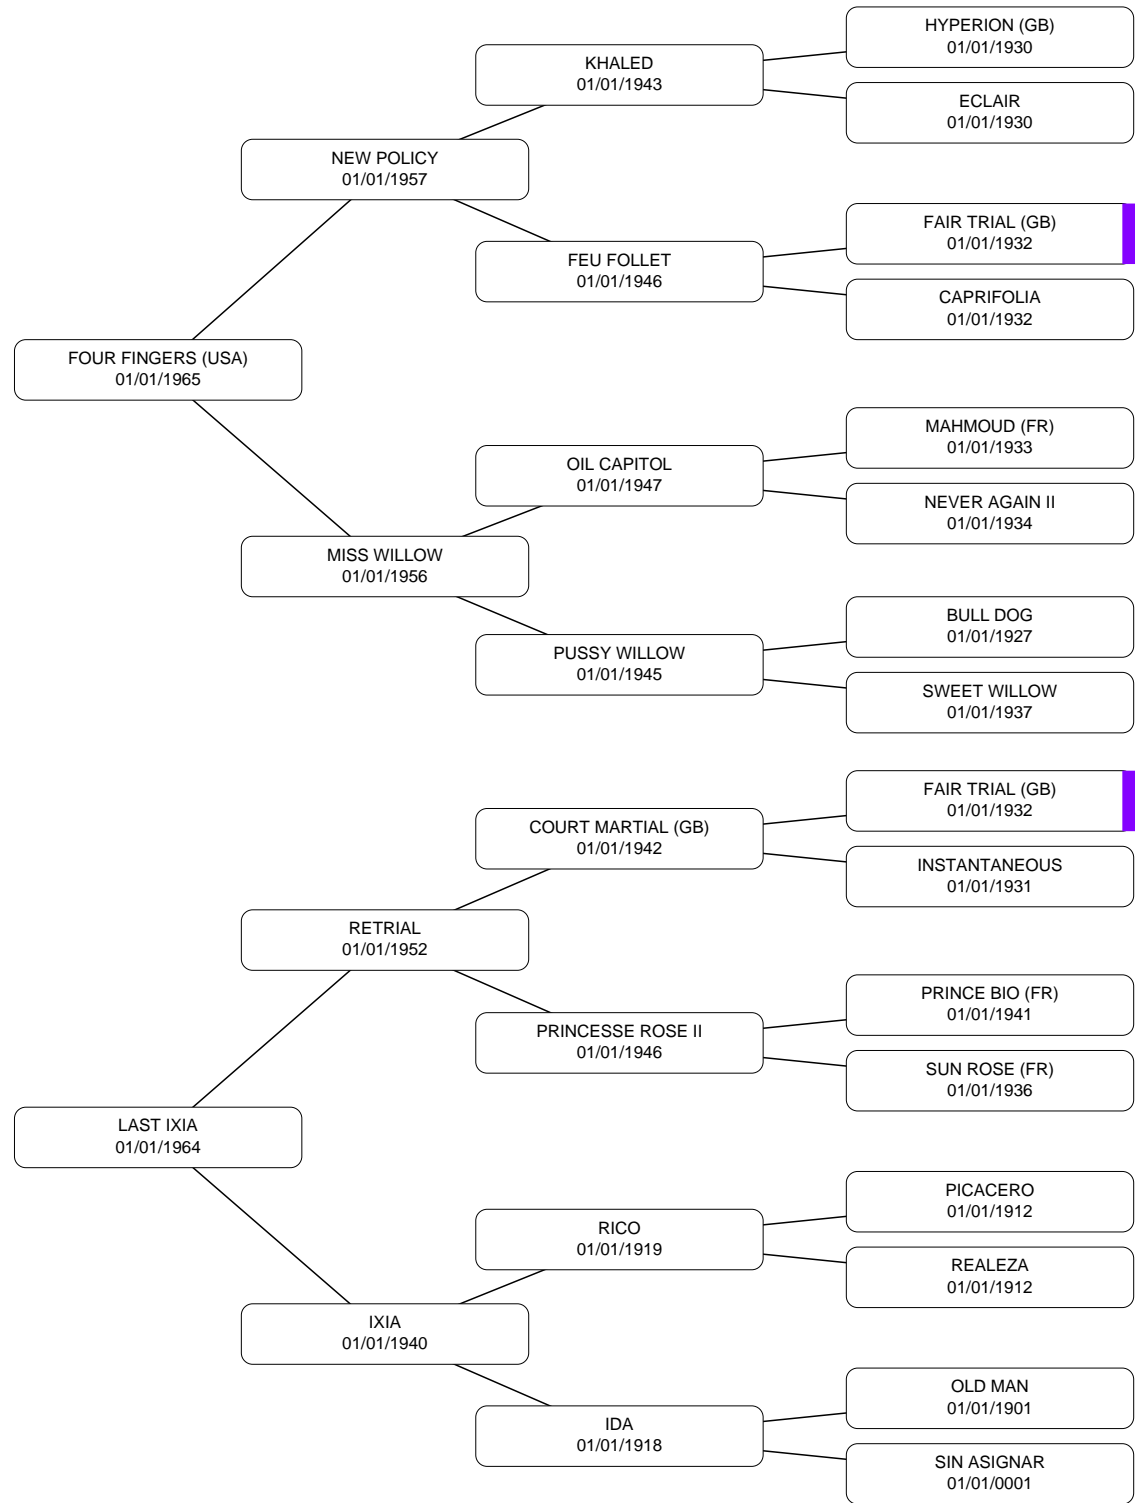 HYPERION (GB)
01/01/1930
KHALED
01/01/1943
ECLAIR
01/01/1930
NEW POLICY
01/01/1957
FAIR TRIAL (GB)
01/01/1932
FEU FOLLET
01/01/1946
CAPRIFOLIA
01/01/1932
FOUR FINGERS (USA)
01/01/1965
MAHMOUD (FR)
01/01/1933
OIL CAPITOL
01/01/1947
NEVER AGAIN II
01/01/1934
MISS WILLOW
01/01/1956
BULL DOG
01/01/1927
PUSSY WILLOW
01/01/1945
SWEET WILLOW
01/01/1937
FAIR TRIAL (GB)
01/01/1932
COURT MARTIAL (GB)
01/01/1942
INSTANTANEOUS
01/01/1931
RETRIAL
01/01/1952
PRINCE BIO (FR)
01/01/1941
PRINCESSE ROSE II
01/01/1946
SUN ROSE (FR)
01/01/1936
LAST IXIA
01/01/1964
PICACERO
01/01/1912
RICO
01/01/1919
REALEZA
01/01/1912
IXIA
01/01/1940
OLD MAN
01/01/1901
IDA
01/01/1918
SIN ASIGNAR
01/01/0001